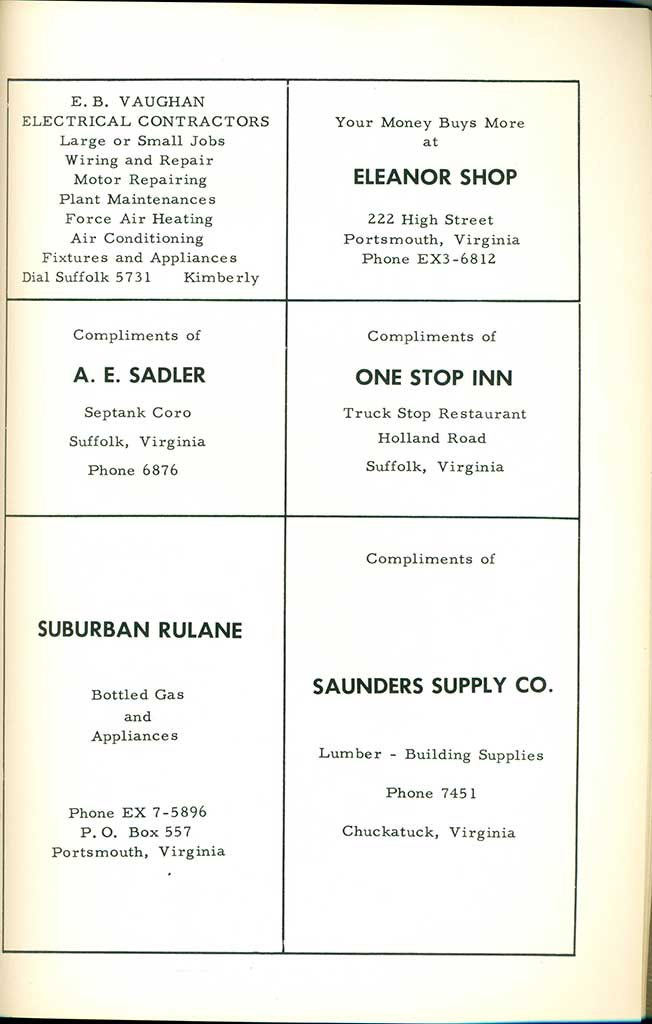 E. B. VAUGHAN
ELECTRICAL CONTRACTORS
Large or Small Jobs
Wiring and Repair
Motor Repairing
Plant Maintenances
Force Air Heating
Air Conditioning
Fixtures and Appliances
Dial Suffolk 5731 Kimberly
Your Money Buys More
at
ELEANOR SHOP
222 High Street
Portsmouth, Virginia
Phone EX3-6812
Compliments of
A. E. SADLER
Septank Coro
Suffolk, Virginia
Phone 6876
Compliments of
ONE STOP INN
Truck Stop Restaurant
Holland Road
Suffolk, Virginia
SUBURBAN RULANE
Bottled Gas
and
Appliances
Phone EX 7-5896
P. O. Box 557
Portsmouth, Virginia
Compliments of
SAUNDERS SUPPLY CO.
Lumber - Building Supplies
Phone 7451
Chuckatuck, Virginia